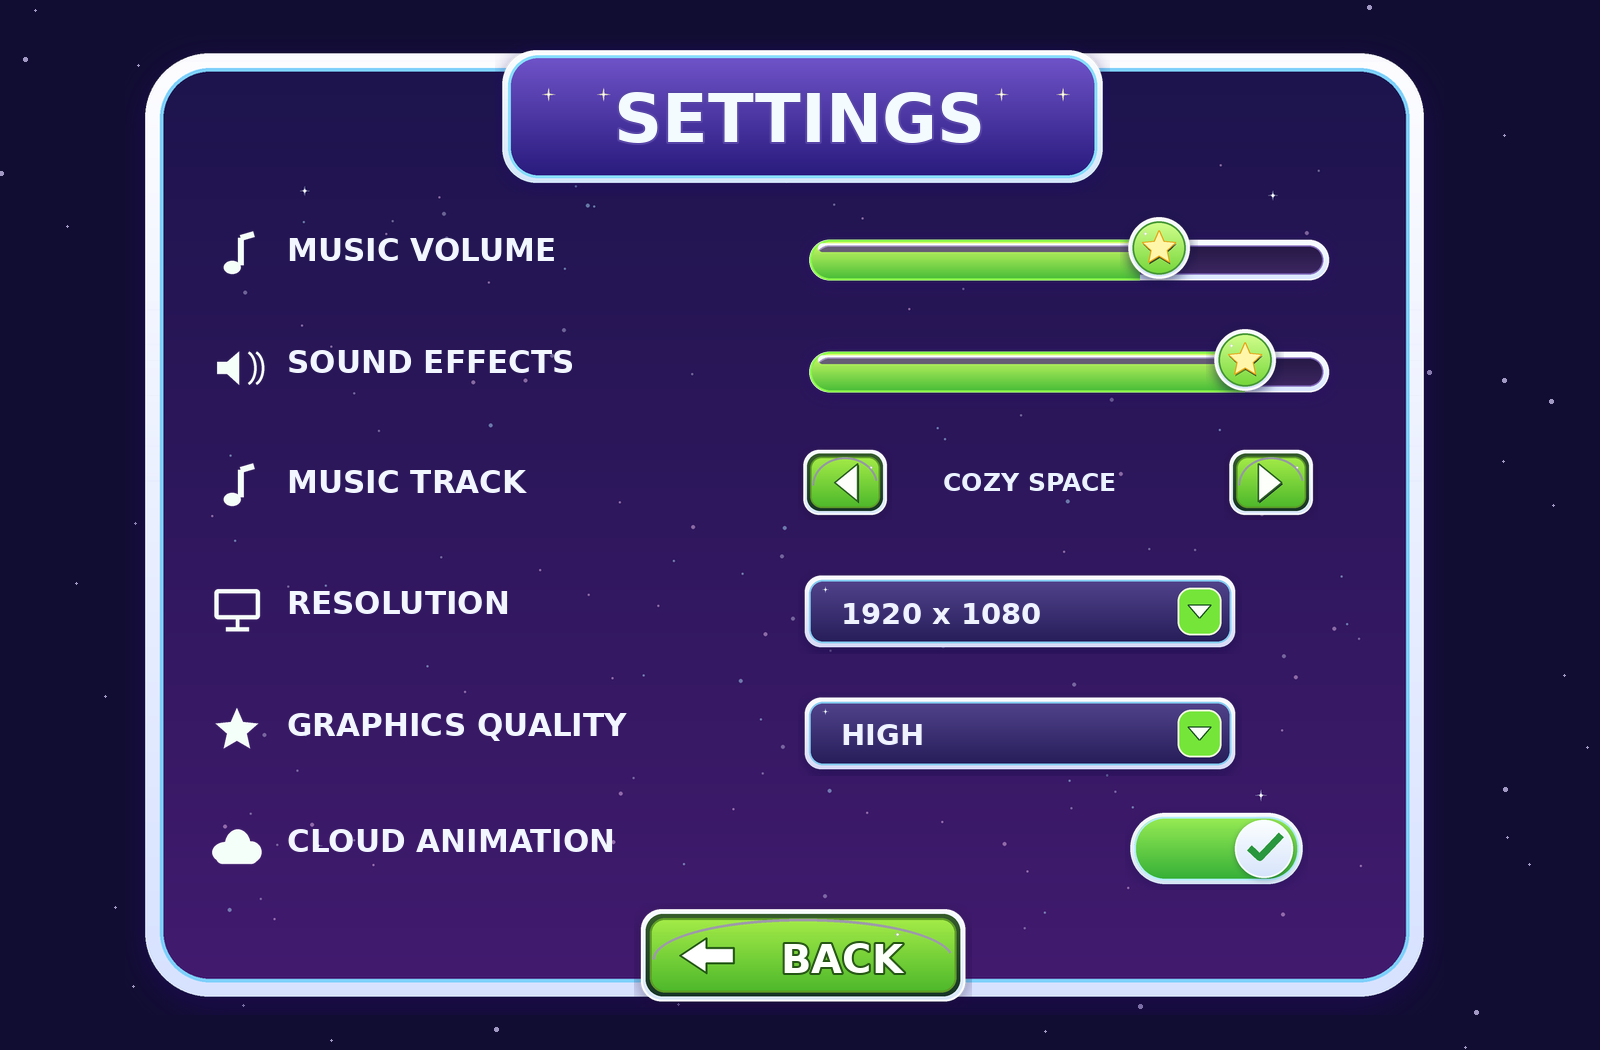 SETTINGS
MUSIC VOLUME
SOUND EFFECTS
MUSIC TRACK
COZY SPACE
RESOLUTION
1920 x 1080
GRAPHICS QUALITY
HIGH
CLOUD ANIMATION
BACK